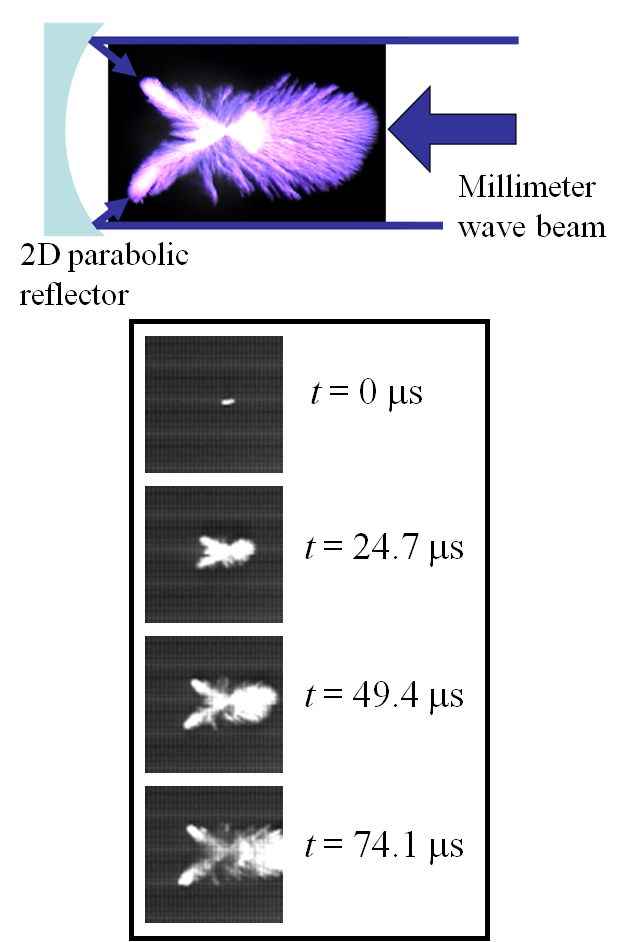 Millimeter
wave beam
2D parabolic
reflector
t = 0 μs
t = 24.7 μs
t = 49.4 μs
t = 74.1 μs